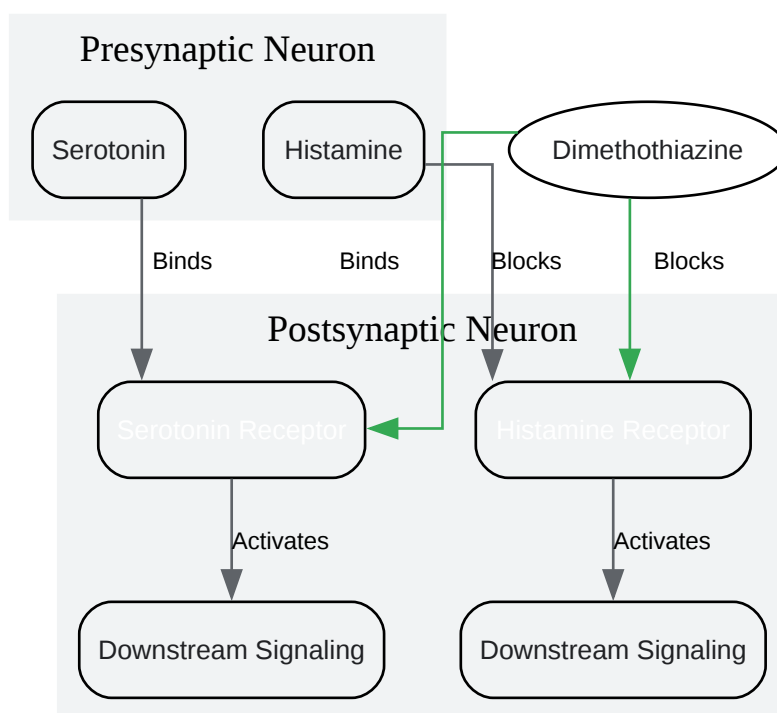 Presynaptic Neuron
Serotonin
Histamine
Dimethothiazine
Binds
Binds
Blocks
Blocks
Postsynaptic Neuron
Serotonin Receptor
Histamine Receptor
Activates
Activates
Downstream Signaling
Downstream Signaling